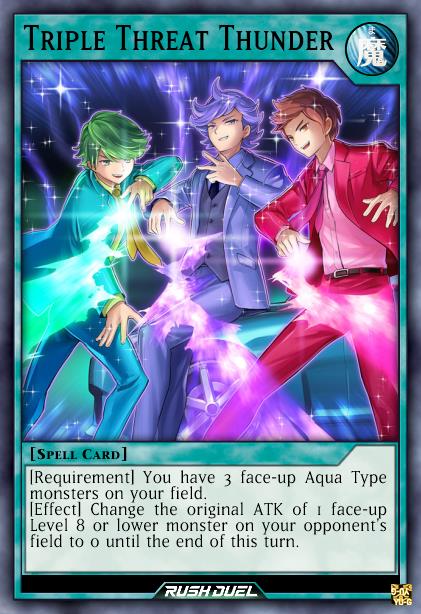 Triple Threat Thunder
ま
魔
[Spell Card]
[Requirement] You have 3 face-up Aqua Type
monsters on your field.
[Effect] Change the original ATK of 1 face-up
Level 8 or lower monster on your opponent's
field to 0 until the end of this turn.
RUSH DUEL